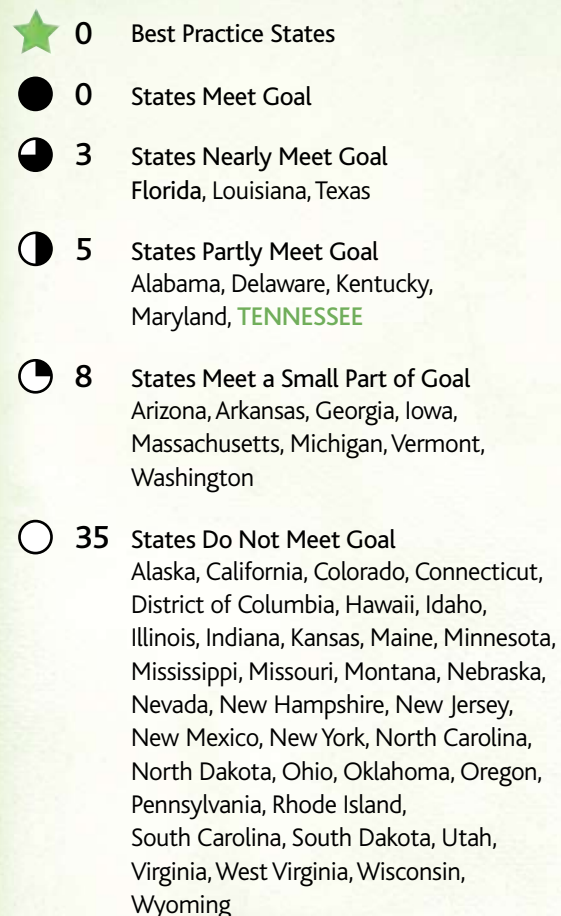 0 Best Practice States
0 States Meet Goal
3 States Nearly Meet Goal
Florida, Louisiana, Texas
5 States Partly Meet Goal
Alabama, Delaware, Kentucky,
Maryland, TENNESSEE
8 States Meet a Small Part of Goal
Arizona, Arkansas, Georgia, Iowa,
Massachusetts, Michigan, Vermont,
Washington
35 States Do Not Meet Goal
Alaska, California, Colorado, Connecticut,
District of Columbia, Hawaii, Idaho,
Illinois, Indiana, Kansas, Maine, Minnesota,
Mississippi, Missouri, Montana, Nebraska,
Nevada, New Hampshire, New Jersey,
New Mexico, New York, North Carolina,
North Dakota, Ohio, Oklahoma, Oregon,
Pennsylvania, Rhode Island,
South Carolina, South Dakota, Utah,
Virginia, West Virginia, Wisconsin,
Wyoming